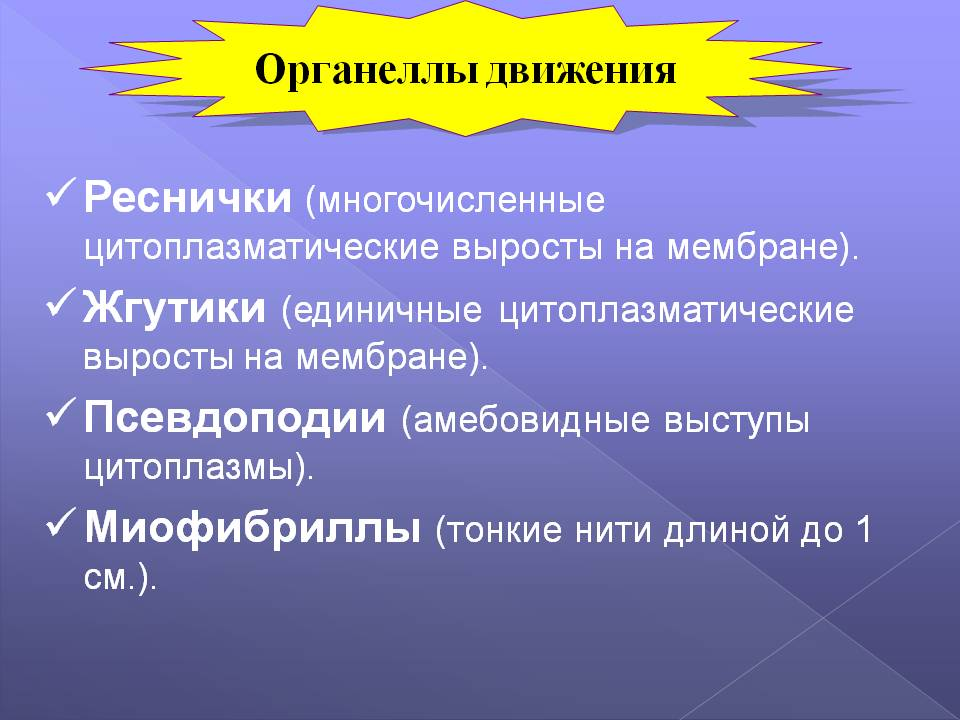 Органеллы движения
✓ Реснички (многочисленные
цитоплазматические выросты на мембране).
✓ Жгутики (единичные цитоплазматические
выросты на мембране).
✓ Псевдоподии (амебовидные выступы
цитоплазмы).
✓ Миофибриллы (тонкие нити длиной до 1
см.).